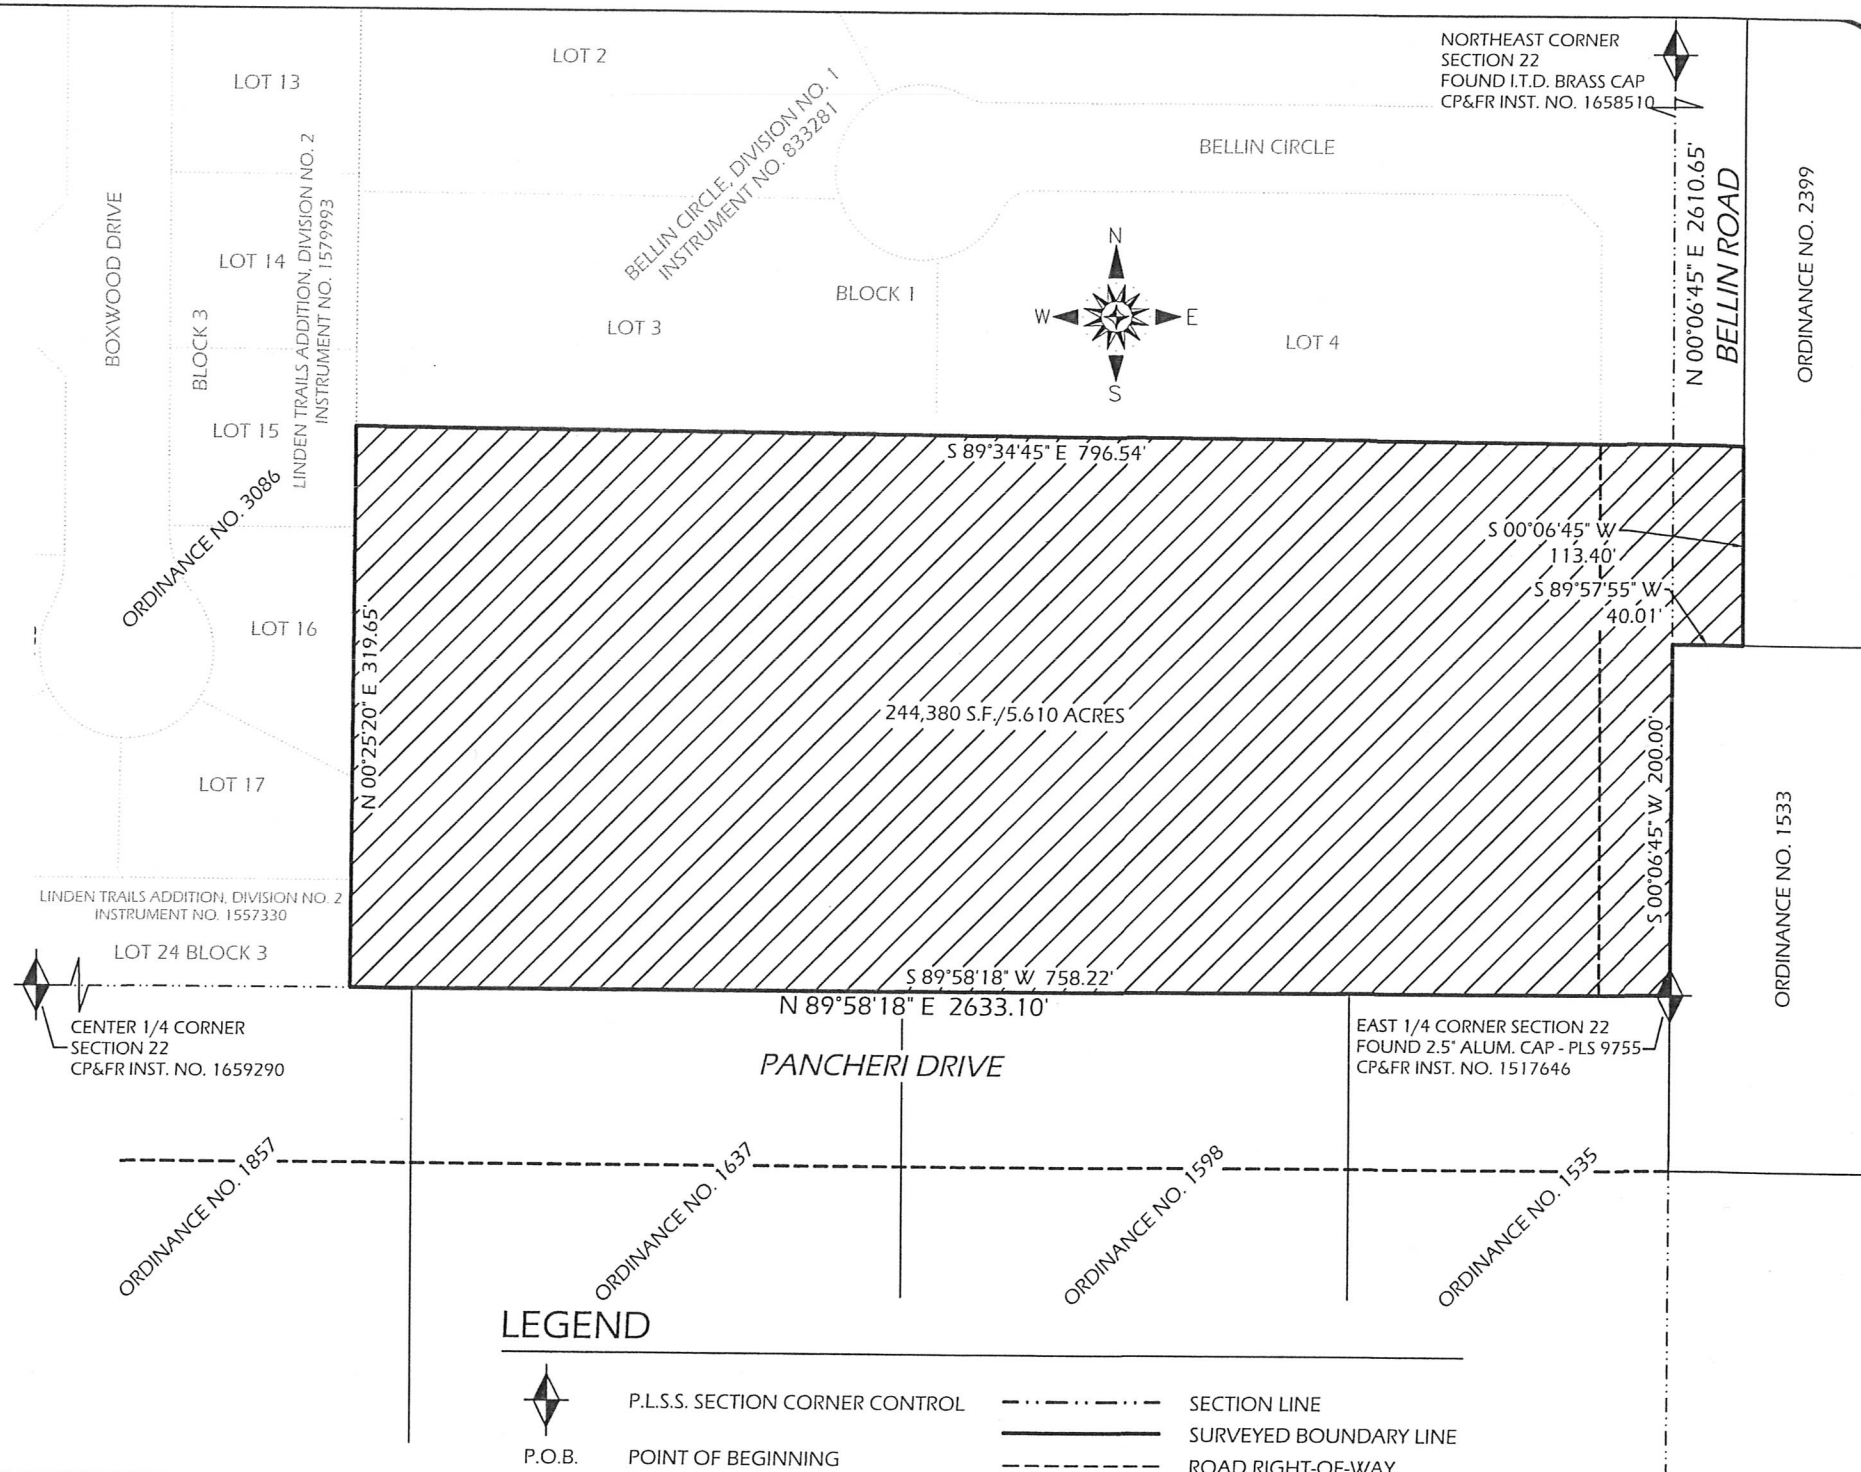 LOT 13
LOT 2
NORTHEAST CORNER
SECTION 22
FOUND I.T.D. BRASS CAP
CP&FR INST. NO. 1658510
BELLIN CIRCLE, DIVISION NO. 1
INSTRUMENT NO. 833281
BELLIN CIRCLE
N 00°06'45" E 2610.65'
BELLIN ROAD
ORDINANCE NO. 2399
BOXWOOD DRIVE
LOT 14
BLOCK 3
LINDEN TRAILS ADDITION, DIVISION NO. 2
INSTRUMENT NO. 1579993
N
W
E
S
BLOCK 1
LOT 3
LOT 4
LOT 15
ORDINANCE NO. 3086
S 89°34'45" E 796.54'
S 00°06'45" W
113.40'
S 89°57'55" W
40.01'
LOT 16
N 00°25'20" E 319.65'
244,380 S.F./5.610 ACRES
S 00°06'45" W 200.00'
LOT 17
ORDINANCE NO. 1533
LINDEN TRAILS ADDITION, DIVISION NO. 2
INSTRUMENT NO. 1557330
LOT 24 BLOCK 3
S 89°58'18" W 758.22'
N 89°58'18" E 2633.10'
CENTER 1/4 CORNER
SECTION 22
CP&FR INST. NO. 1659290
PANCHERI DRIVE
EAST 1/4 CORNER SECTION 22
FOUND 2.5" ALUM. CAP - PLS 9755
CP&FR INST. NO. 1517646
ORDINANCE NO. 1857
ORDINANCE NO. 1637
ORDINANCE NO. 1598
ORDINANCE NO. 1535
LEGEND
P.L.S.S. SECTION CORNER CONTROL
SECTION LINE
SURVEYED BOUNDARY LINE
P.O.B. POINT OF BEGINNING
ROAD RIGHT-OF-WAY